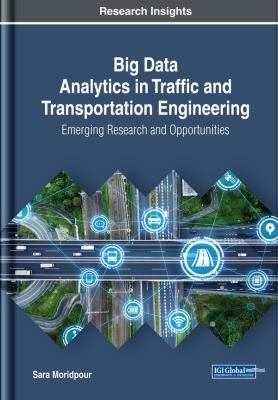 Research Insights
Big Data
Analytics in Traffic and
Transportation Engineering
Emerging Research and Opportunities
Sara Moridpour
IGI Global